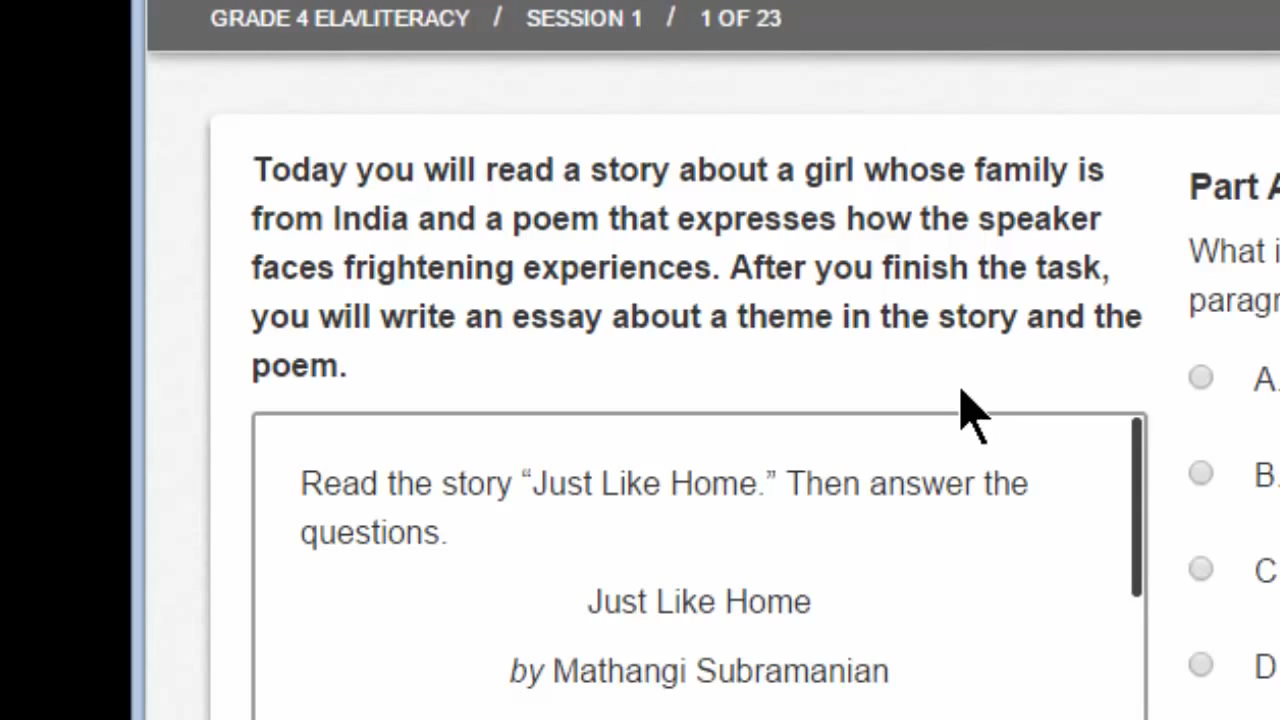 GRADE 4 ELA/LITERACY / SESSION 1 / 1 OF 23
Today you will read a story about a girl whose family is
from India and a poem that expresses how the speaker
faces frightening experiences. After you finish the task,
you will write an essay about a theme in the story and the
poem.
Read the story “Just Like Home.” Then answer the
questions.
Just Like Home
by Mathangi Subramanian
Part A
What i
paragr
A.
B.
C
D